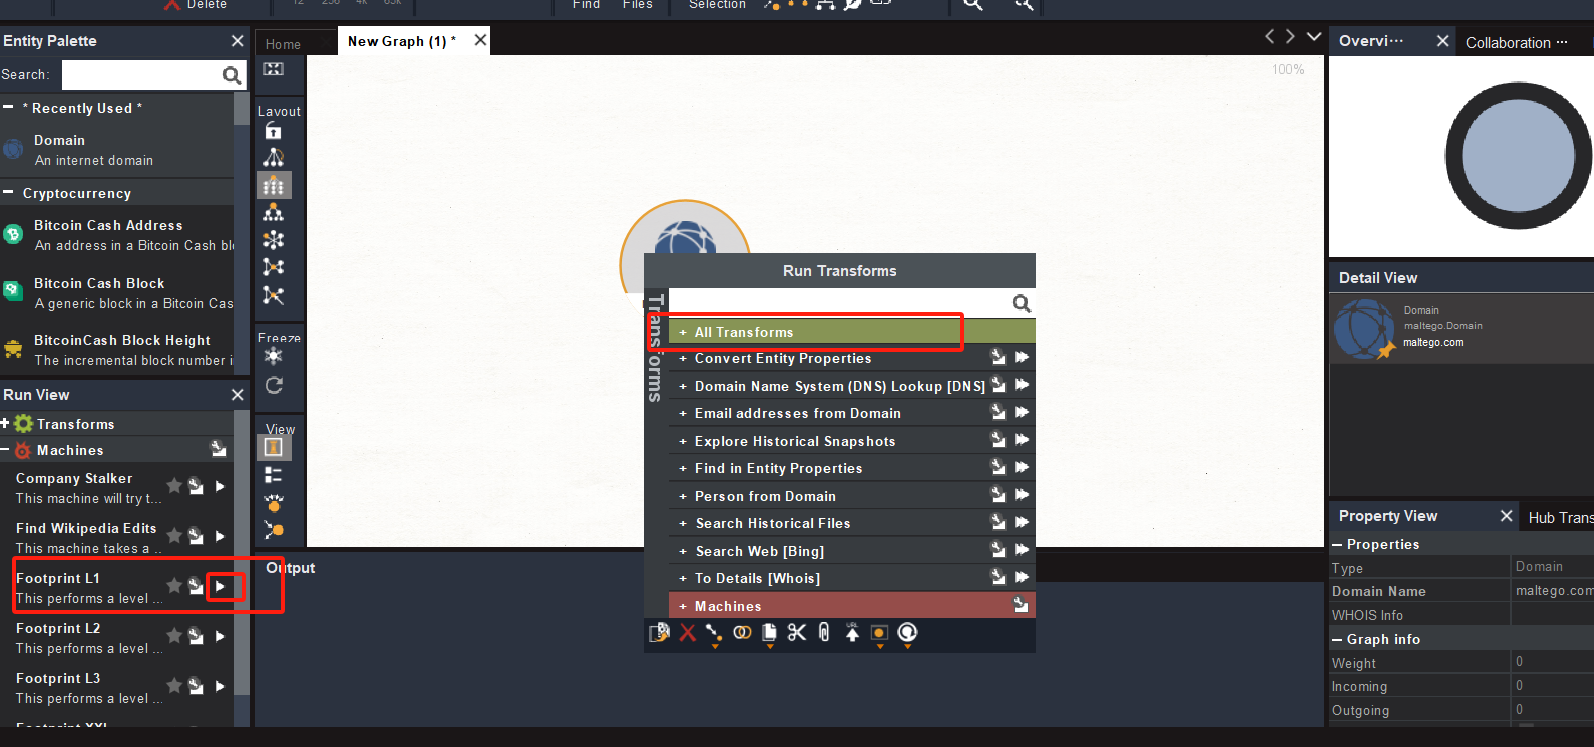 Delete
Find
Files
Selection
Entity Palette
Search:
* Recently Used *
Domain
An internet domain
Cryptocurrency
Bitcoin Cash Address
An address in a Bitcoin Cash
Bitcoin Cash Block
A generic block in a Bitcoin Cas
BitcoinCash Block Height
The incremental block number
Run View
Transforms
Machines
Company Stalker
This machine will try t...
Find Wikipedia Edits
This machine takes a ..
Footprint L1
This performs a level ...
Footprint L2
This performs a level ...
Footprint L3
This performs a level ...
Home
New Graph (1) *
100%
Layout
Freeze
View
Output
Run Transforms
Transforms
+ All Transforms
+ Convert Entity Properties
+ Domain Name System (DNS) Lookup [DNS]
+ Email addresses from Domain
+ Explore Historical Snapshots
+ Find in Entity Properties
+ Person from Domain
+ Search Historical Files
+ Search Web [Bing]
+ To Details [Whois]
+ Machines
URL
Overvi...
Collaboration ...
Detail View
Domain
maltego.Domain
maltego.com
Property View
Hub Trans
Properties
Type Domain
Domain Name maltego.com
WHOIS Info
Graph info
Weight 0
Incoming 0
Outgoing 0